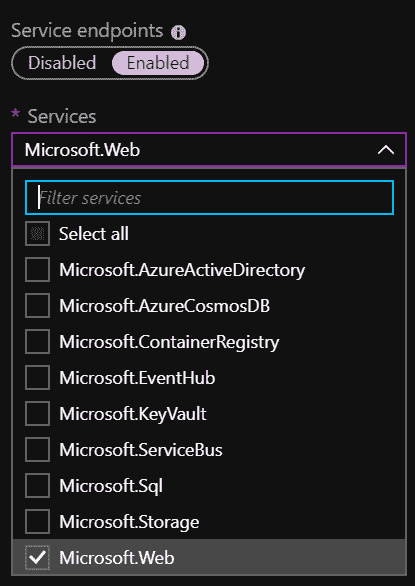 Service endpoints
Disabled Enabled
* Services
Microsoft.Web
Filter services
Select all
Microsoft.AzureActiveDirectory
Microsoft.AzureCosmosDB
Microsoft.ContainerRegistry
Microsoft.EventHub
Microsoft.KeyVault
Microsoft.ServiceBus
Microsoft.Sql
Microsoft.Storage
Microsoft.Web